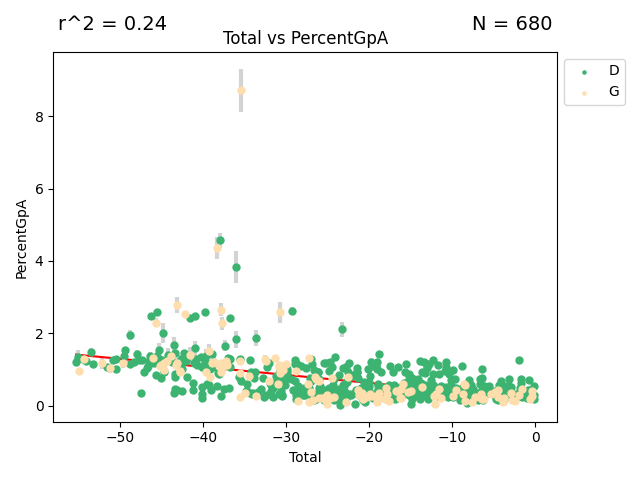 r^2 = 0.24
N = 680
Total vs PercentGpA
D
G
8
6
4
2
0
PercentGpA
−50
−40
−30
−20
−10
0
Total